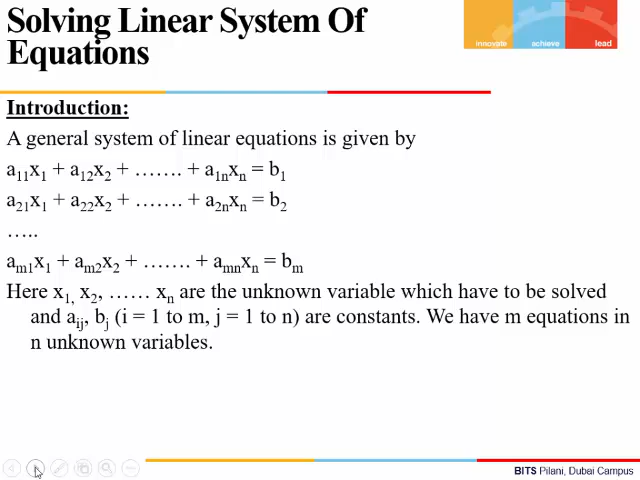 Solving Linear System Of
Equations
innovate achieve lead
Introduction:
A general system of linear equations is given by
a₁₁x₁ + a₁₂x₂ + ……. + a₁ₙxₙ = b₁
a₂₁x₁ + a₂₂x₂ + ……. + a₂ₙxₙ = b₂
…..
aₘ₁x₁ + aₘ₂x₂ + ……. + aₘₙxₙ = bₘ
Here x₁, x₂, …… xₙ are the unknown variable which have to be solved
and aᵢⱼ, bⱼ (i = 1 to m, j = 1 to n) are constants. We have m equations in
n unknown variables.
BITS Pilani, Dubai Campus